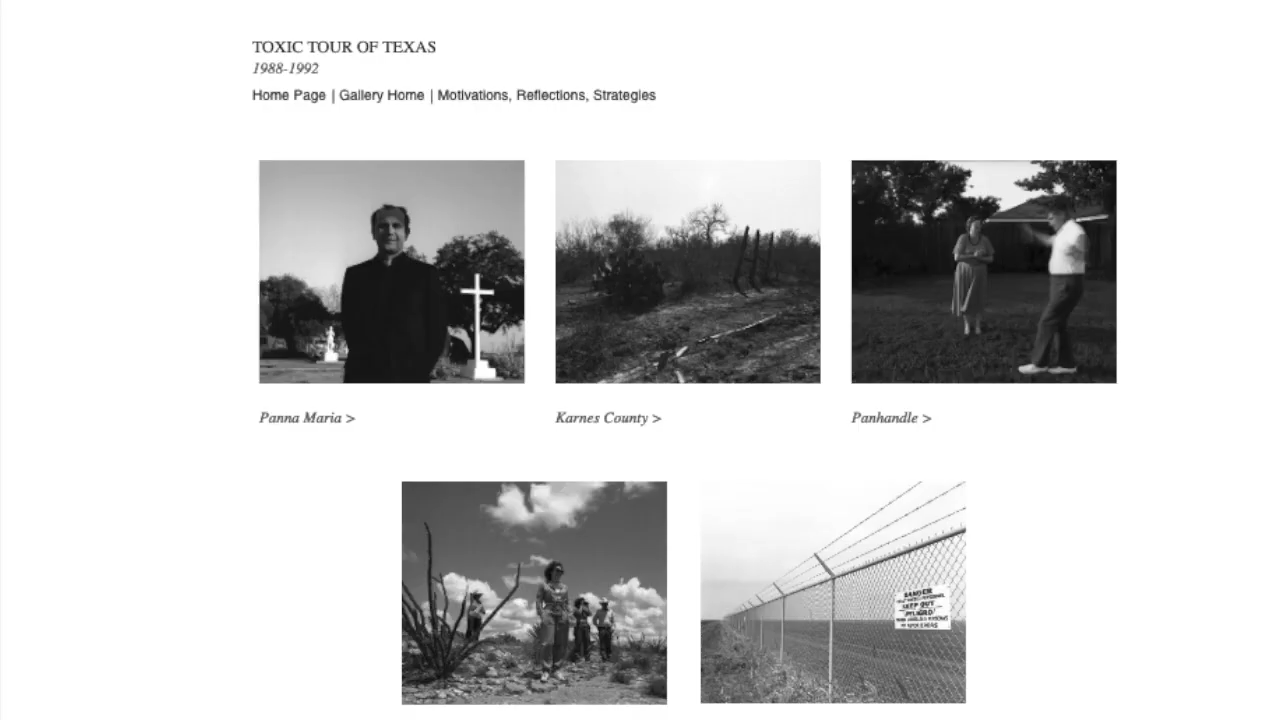 TOXIC TOUR OF TEXAS
1988-1992
Home Page | Gallery Home | Motivations, Reflections, Strategies
Panna Maria >
Karnes County >
Panhandle >
DANGER
KEEP OUT
¡PELIGRO!